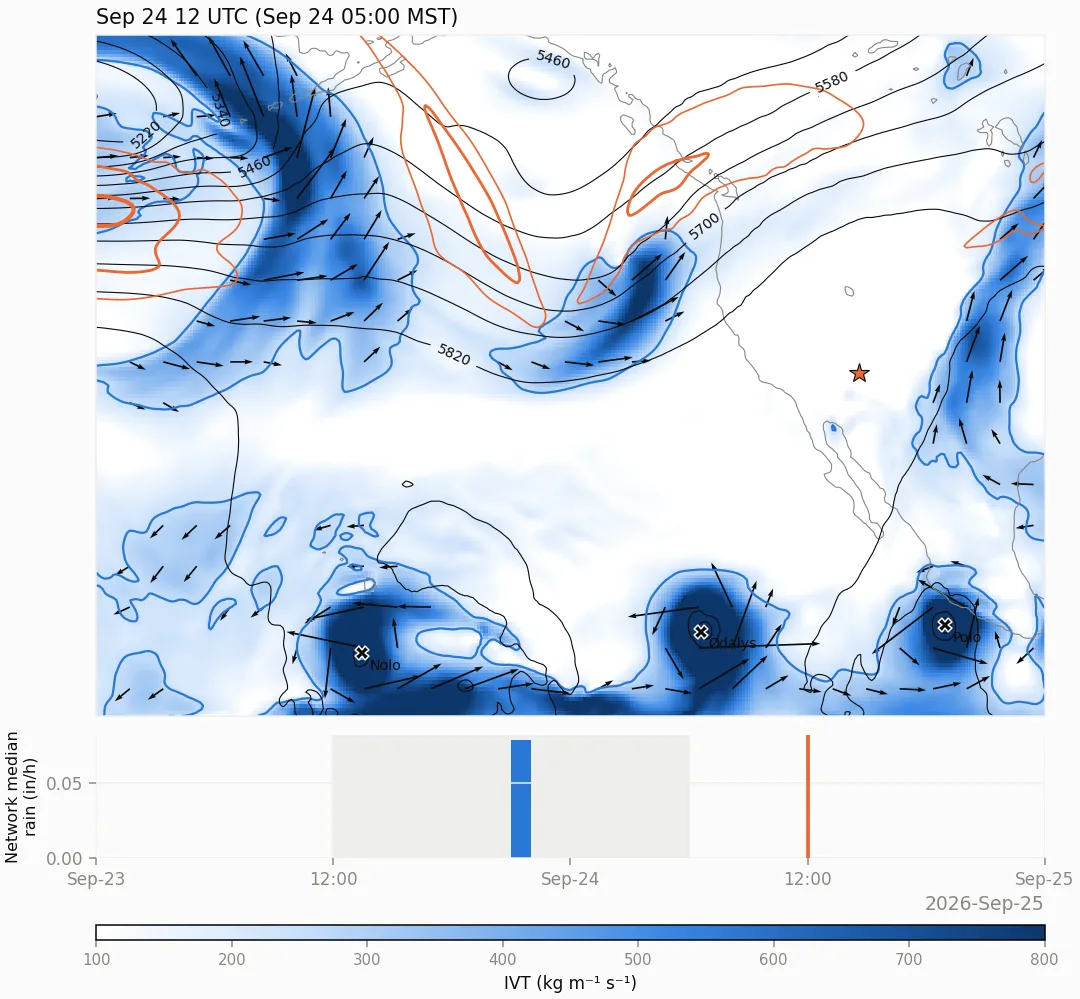 Sep 24 12 UTC (Sep 24 05:00 MST)
5460
5580
5340
5220
5460
5700
5820
Nolo
Odalys
Polo
Network median
rain (in/h)
0.05
0.00
Sep-23
12:00
Sep-24
12:00
Sep-25
2026-Sep-25
100
200
300
400
500
600
700
800
IVT (kg m⁻¹ s⁻¹)